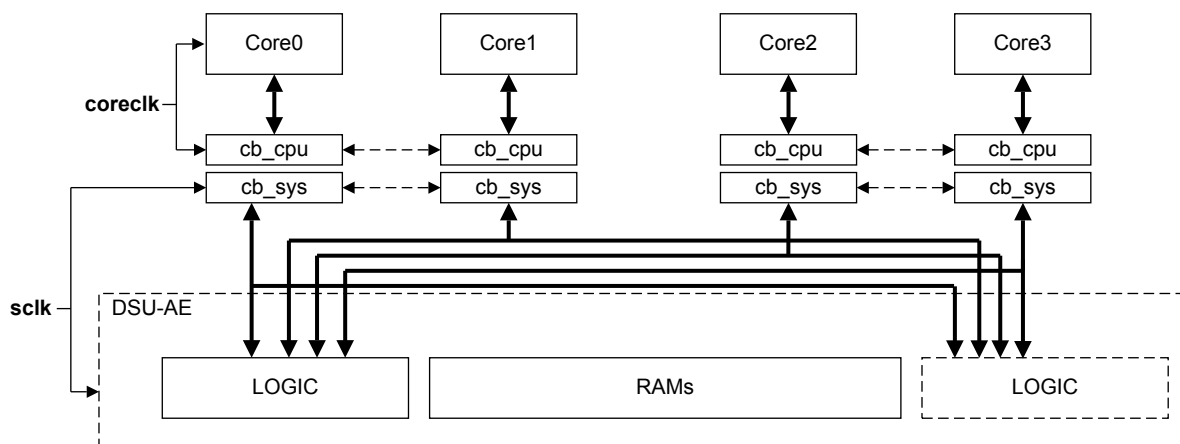 Core0
Core1
Core2
Core3
coreclk
cb_cpu
cb_cpu
cb_cpu
cb_cpu
cb_sys
cb_sys
cb_sys
cb_sys
sclk
DSU-AE
LOGIC
RAMs
LOGIC